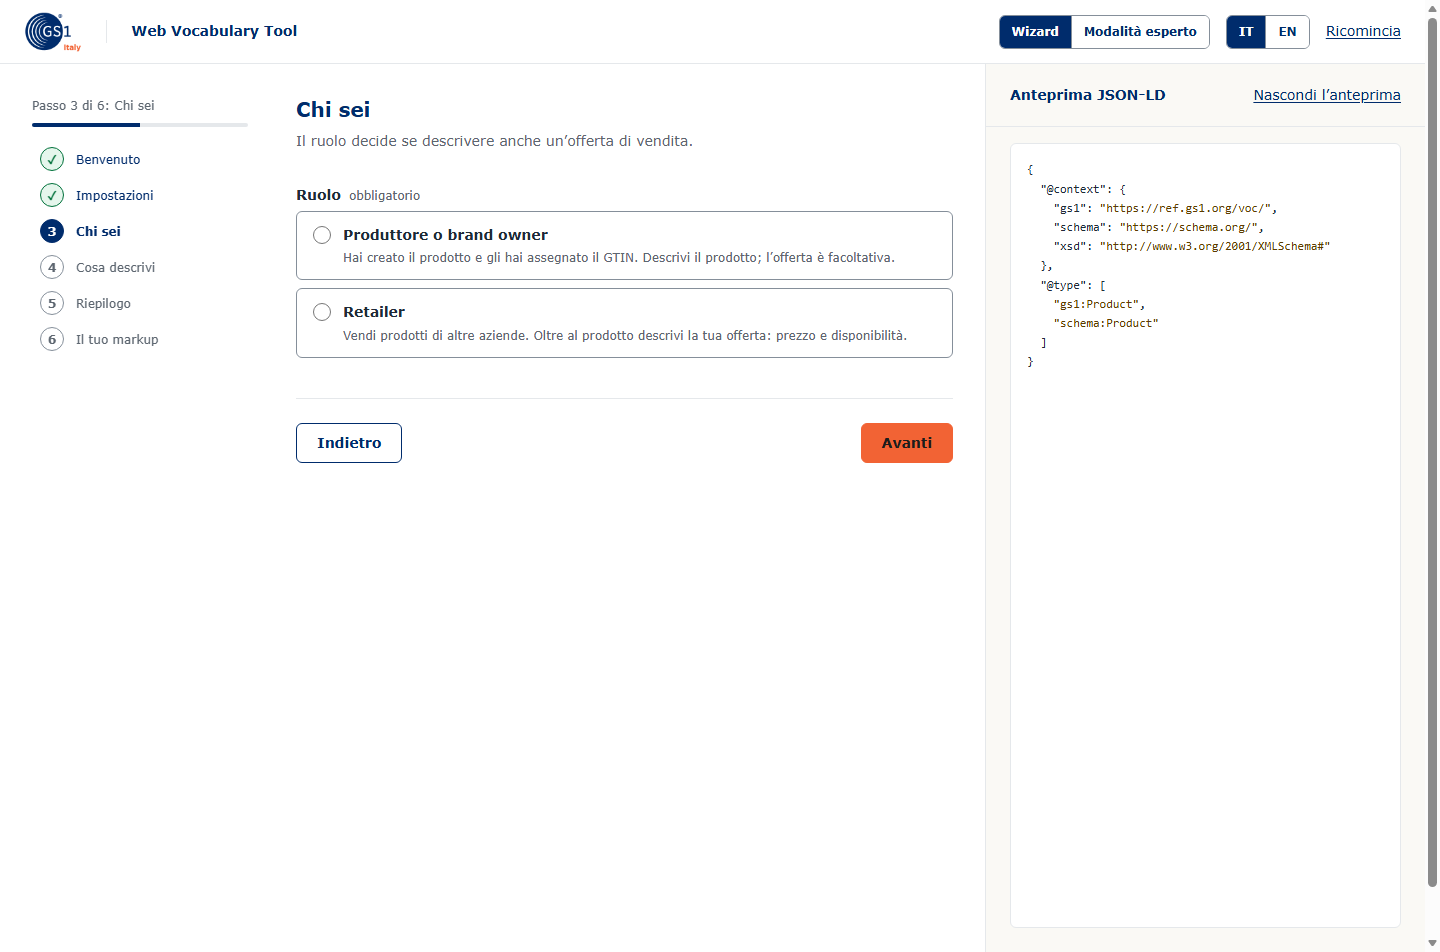 GS1
Italy
Web Vocabulary Tool
Wizard
Modalità esperto
IT
EN
Ricomincia
Passo 3 di 6: Chi sei
✓ Benvenuto
✓ Impostazioni
3 Chi sei
4 Cosa descrivi
5 Riepilogo
6 Il tuo markup
Chi sei
Il ruolo decide se descrivere anche un’offerta di vendita.
Ruolo obbligatorio
Produttore o brand owner
Hai creato il prodotto e gli hai assegnato il GTIN. Descrivi il prodotto; l’offerta è facoltativa.
Retailer
Vendi prodotti di altre aziende. Oltre al prodotto descrivi la tua offerta: prezzo e disponibilità.
Indietro
Avanti
Anteprima JSON-LD
Nascondi l’anteprima
{
  "@context": {
    "gs1": "https://ref.gs1.org/voc/",
    "schema": "https://schema.org/",
    "xsd": "http://www.w3.org/2001/XMLSchema#"
  },
  "@type": [
    "gs1:Product",
    "schema:Product"
  ]
}